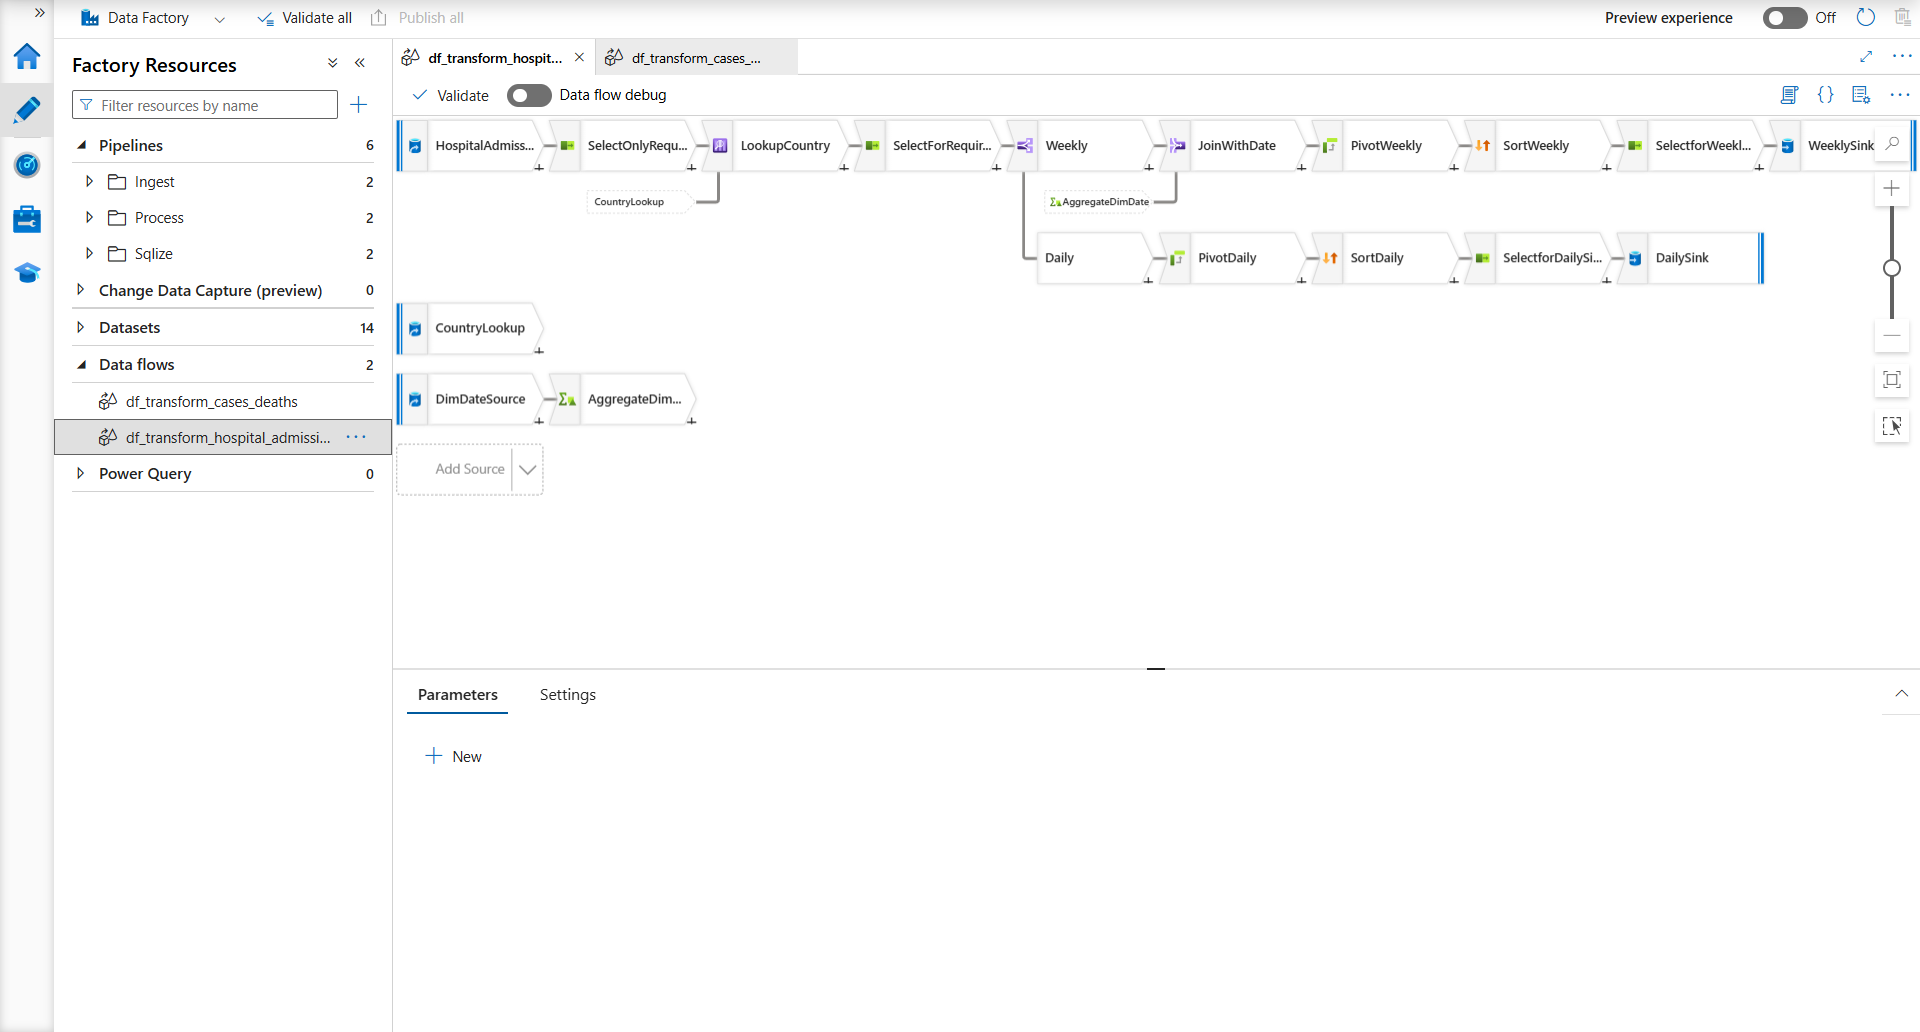 Data Factory
Validate all
Publish all
Preview experience
Off
Factory Resources
Filter resources by name
Pipelines 6
Ingest 2
Process 2
Sqlize 2
Change Data Capture (preview) 0
Datasets 14
Data flows 2
df_transform_cases_deaths
df_transform_hospital_admissi... ...
Power Query 0
df_transform_hospit...
df_transform_cases_...
Validate
Data flow debug
{}
HospitalAdmiss...
SelectOnlyRequ...
LookupCountry
SelectForRequir...
Weekly
JoinWithDate
PivotWeekly
SortWeekly
SelectforWeekl...
WeeklySink
CountryLookup
AggregateDimDate
Daily
PivotDaily
SortDaily
SelectforDailySi...
DailySink
CountryLookup
DimDateSource
AggregateDim...
Add Source
Parameters
Settings
New